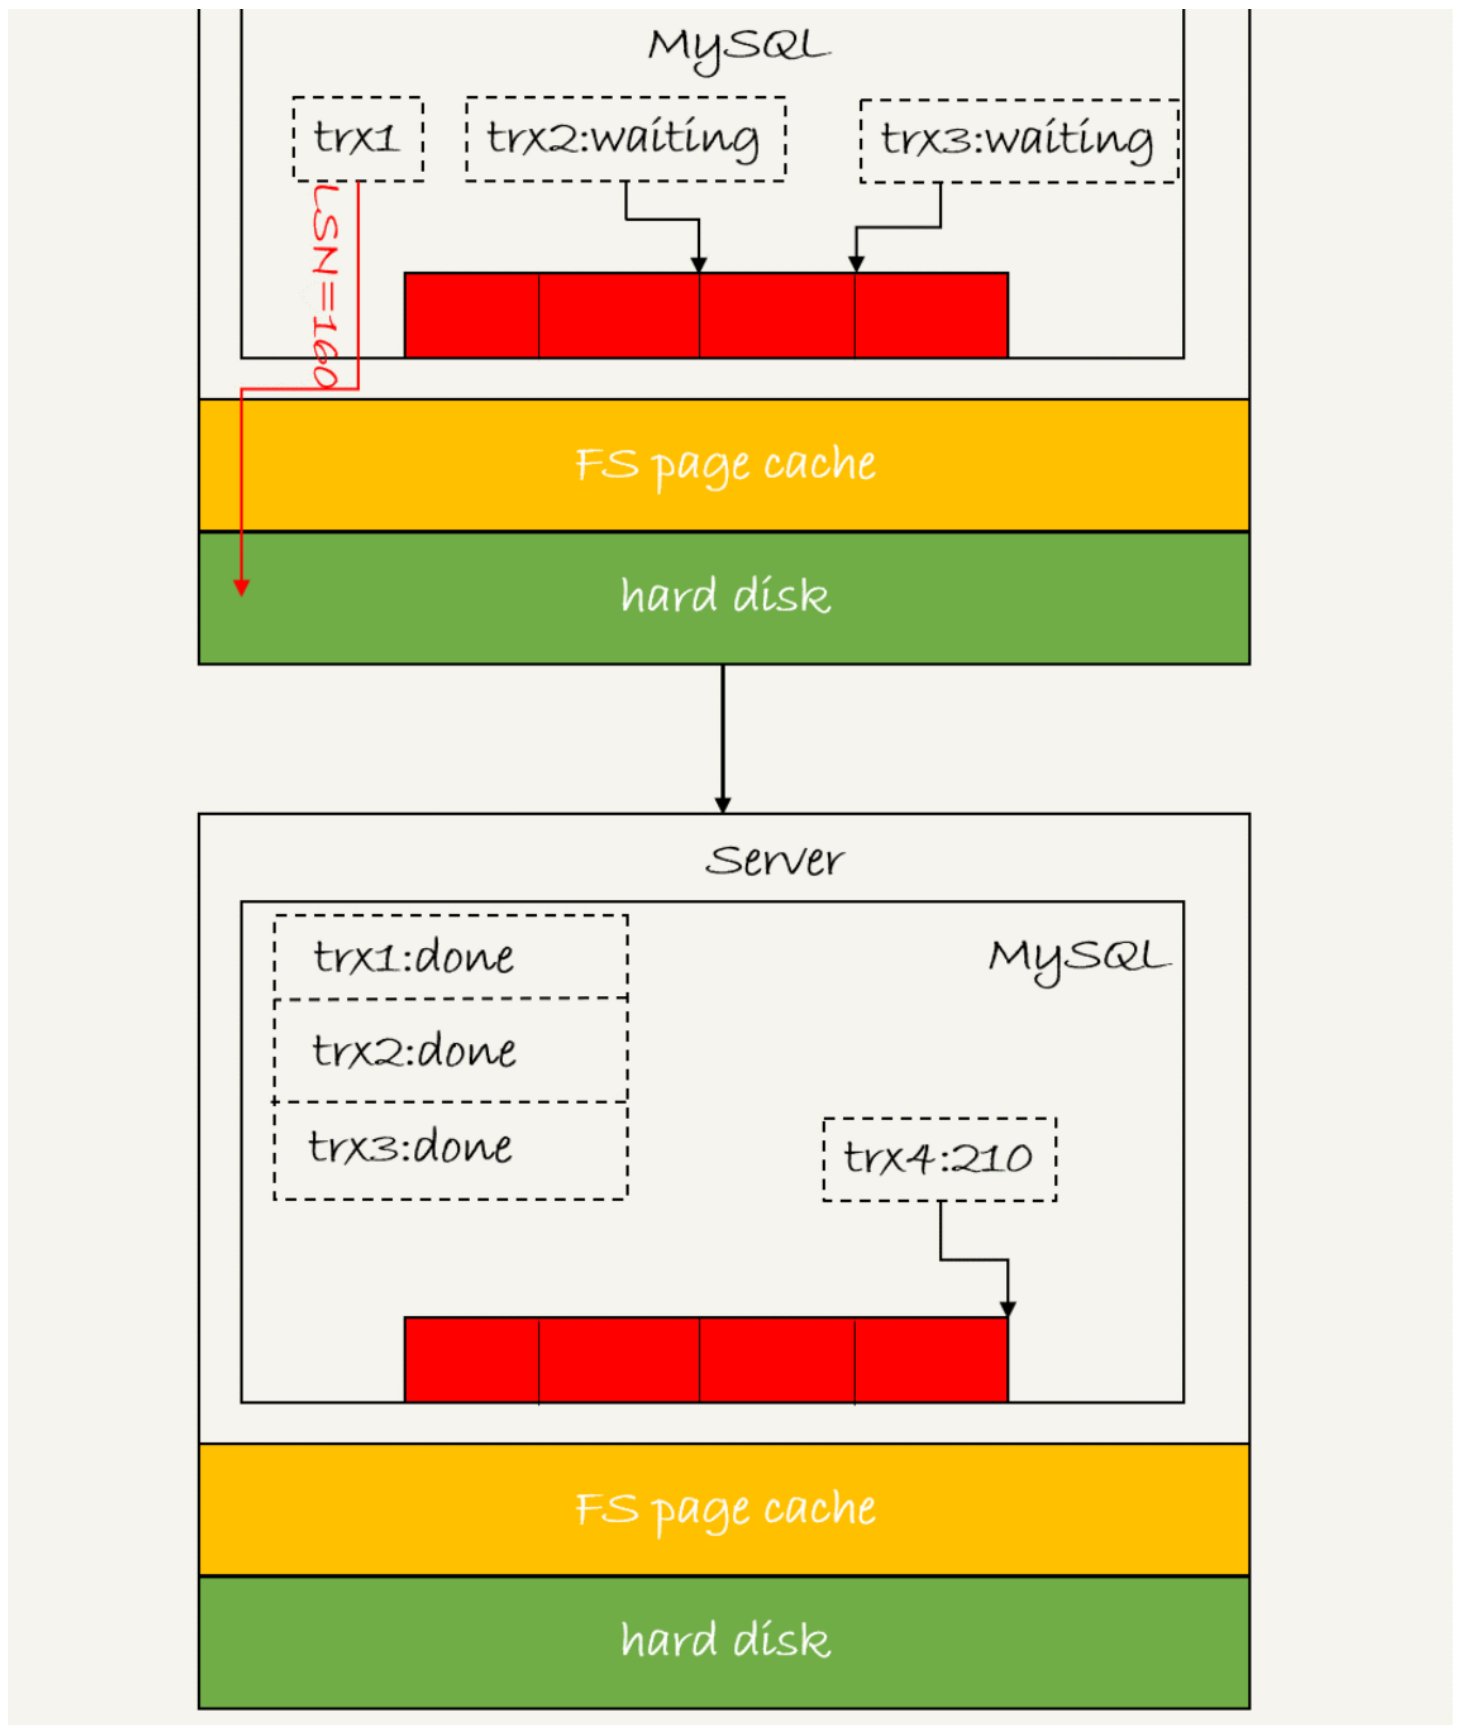 MySQL
trx1
trx2:waiting
trx3:waiting
LSN=160
FS page cache
hard disk
Server
MySQL
trx1:done
trx2:done
trx3:done
trx4:210
FS page cache
hard disk